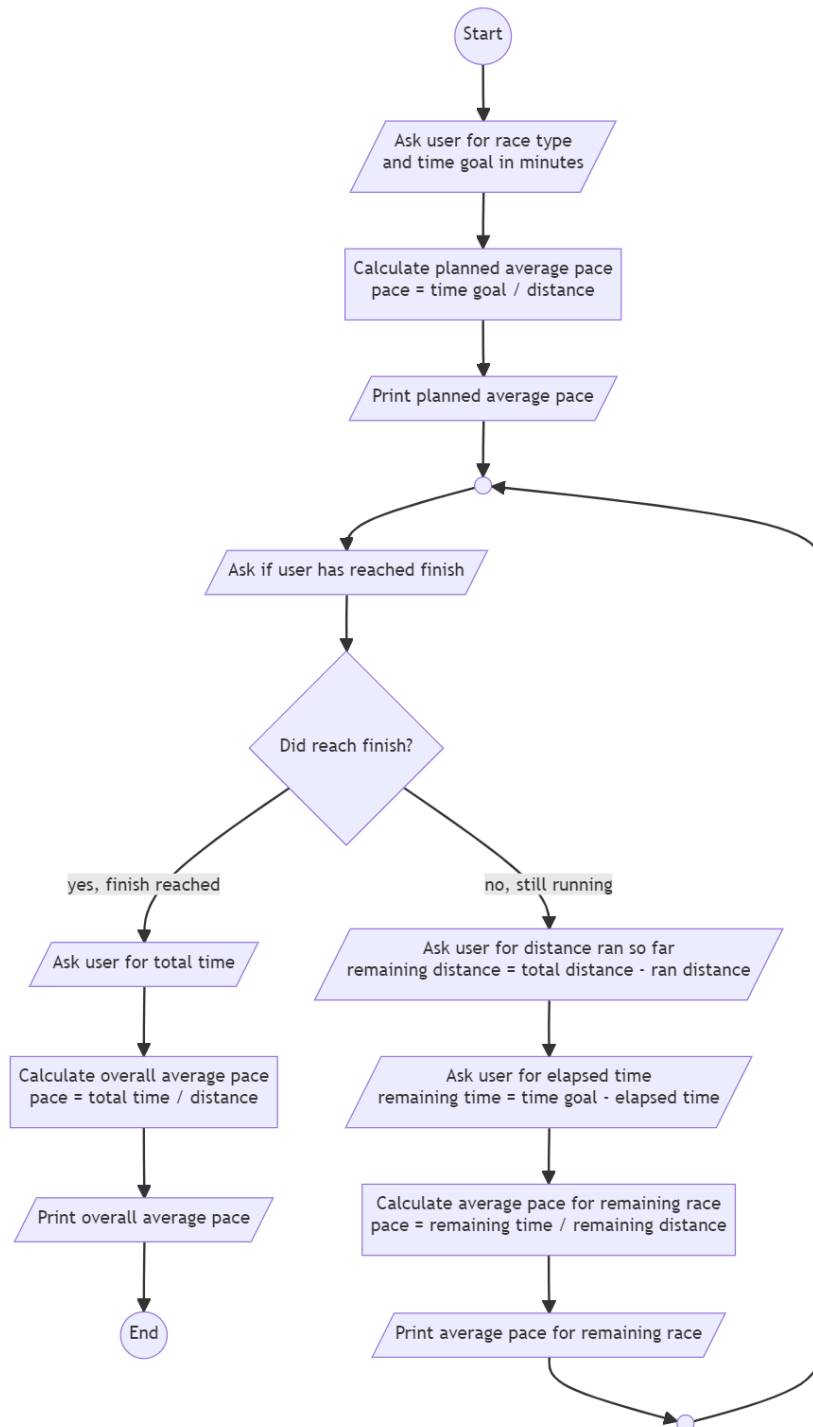 Start
Ask user for race type
and time goal in minutes
Calculate planned average pace
pace = time goal / distance
Print planned average pace
Ask if user has reached finish
Did reach finish?
yes, finish reached
no, still running
Ask user for total time
Ask user for distance ran so far
remaining distance = total distance - ran distance
Calculate overall average pace
pace = total time / distance
Ask user for elapsed time
remaining time = time goal - elapsed time
Print overall average pace
Calculate average pace for remaining race
pace = remaining time / remaining distance
End
Print average pace for remaining race